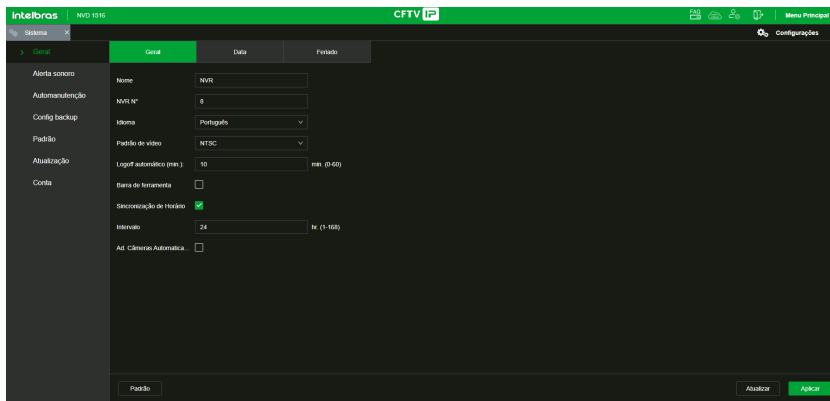 intelbras | NVD 1316 CFTV IP FAQ Menu Principal
Sistema X Configurações
> Geral Geral Data Feriado
Alerta sonoro
Nome NVR
Automanutenção
NVR Nº 8
Config backup
Idioma Português
Padrão
Padrão de vídeo NTSC
Atualização
Logoff automático (min.): 10 min. (0-60)
Conta
Barra de ferramenta
Sincronização de Horário
Intervalo 24 hr. (1-168)
Ad. Câmeras Automatica...
Padrão Atualizar Aplicar